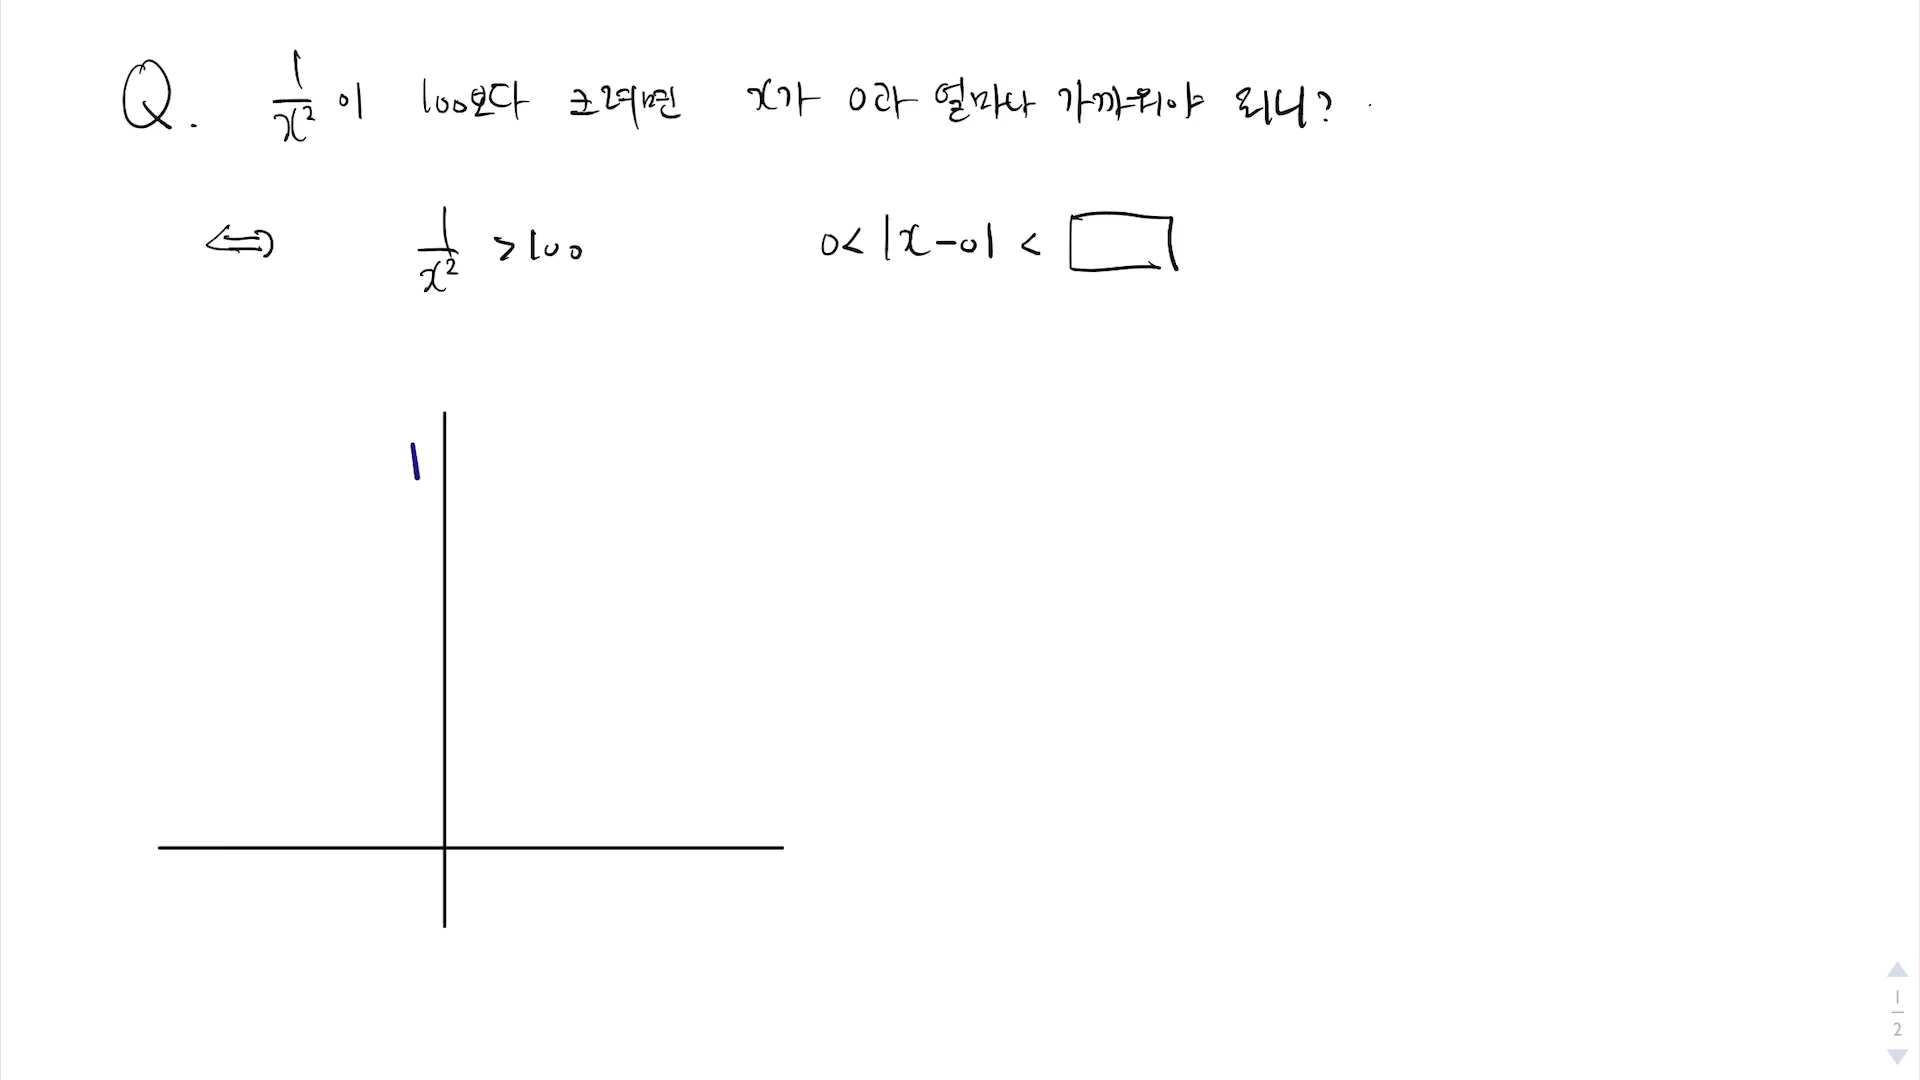 Q. 1/x² 이 100보다 크려면 x가 0과 얼마나 가까워야 되니?
⇔ 1/x² > 100 0 < |x-0| < □
1
2